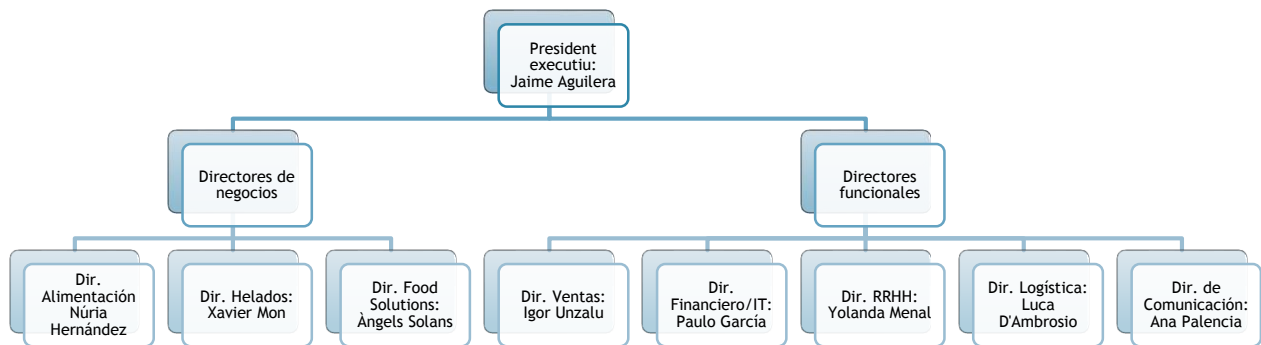 President
executiu:
Jaime Aguilera
Directores de
negocios
Directores
funcionales
Dir.
Alimentación
Núria
Hernández
Dir. Helados:
Xavier Mon
Dir. Food
Solutions:
Àngels Solans
Dir. Ventas:
Igor Unzalu
Dir.
Financiero/IT:
Paulo García
Dir. RRHH:
Yolanda Menal
Dir. Logística:
Luca
D'Ambrosio
Dir. de
Comunicación:
Ana Palencia